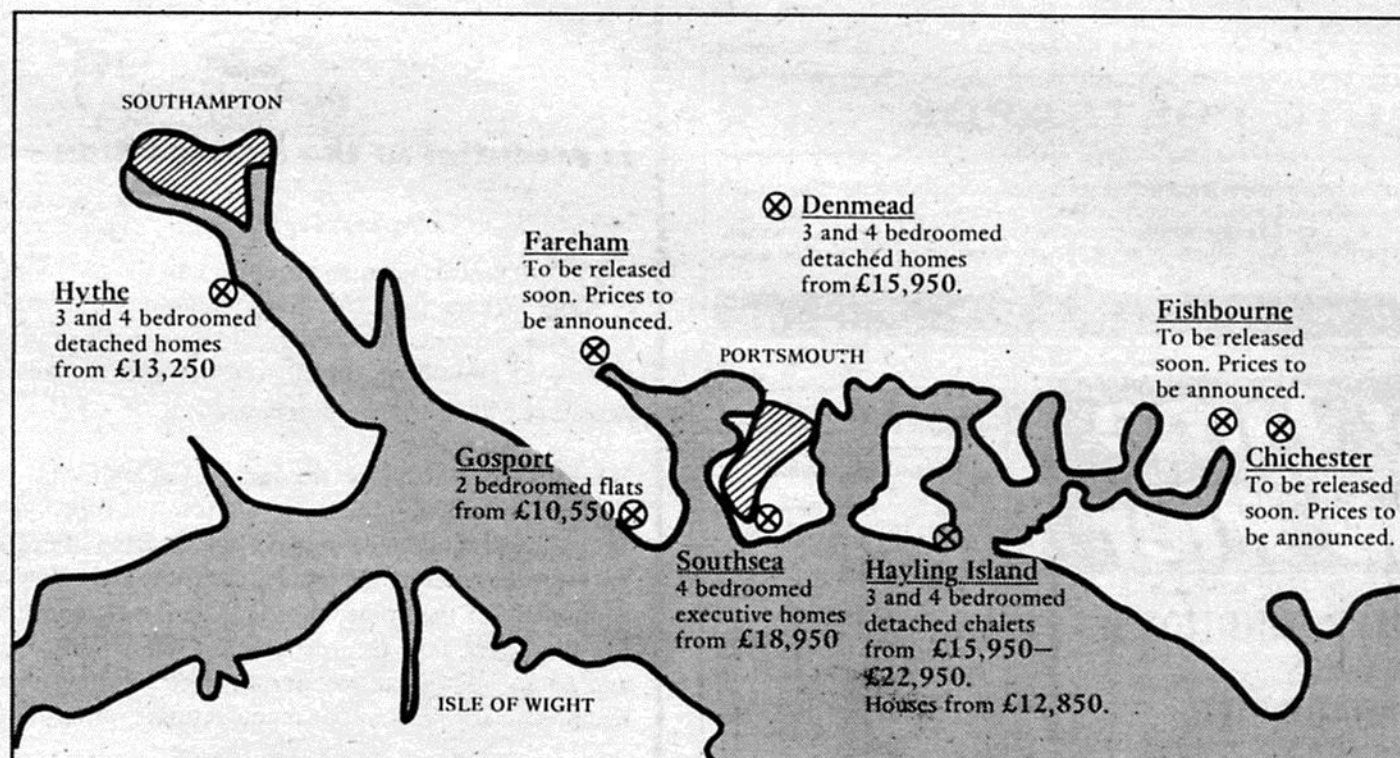 SOUTHAMPTON
Hythe
3 and 4 bedroomed
detached homes
from £13,250
Fareham
To be released
soon. Prices to
be announced.
Denmead
3 and 4 bedroomed
detached homes
from £15,950.
PORTSMOUTH
Fishbourne
To be released
soon. Prices to
be announced.
Gosport
2 bedroomed flats
from £10,550
Chichester
To be released
soon. Prices to
be announced.
Southsea
4 bedroomed
executive homes
from £18,950
Hayling Island
3 and 4 bedroomed
detached chalets
from £15,950—
£22,950.
Houses from £12,850.
ISLE OF WIGHT